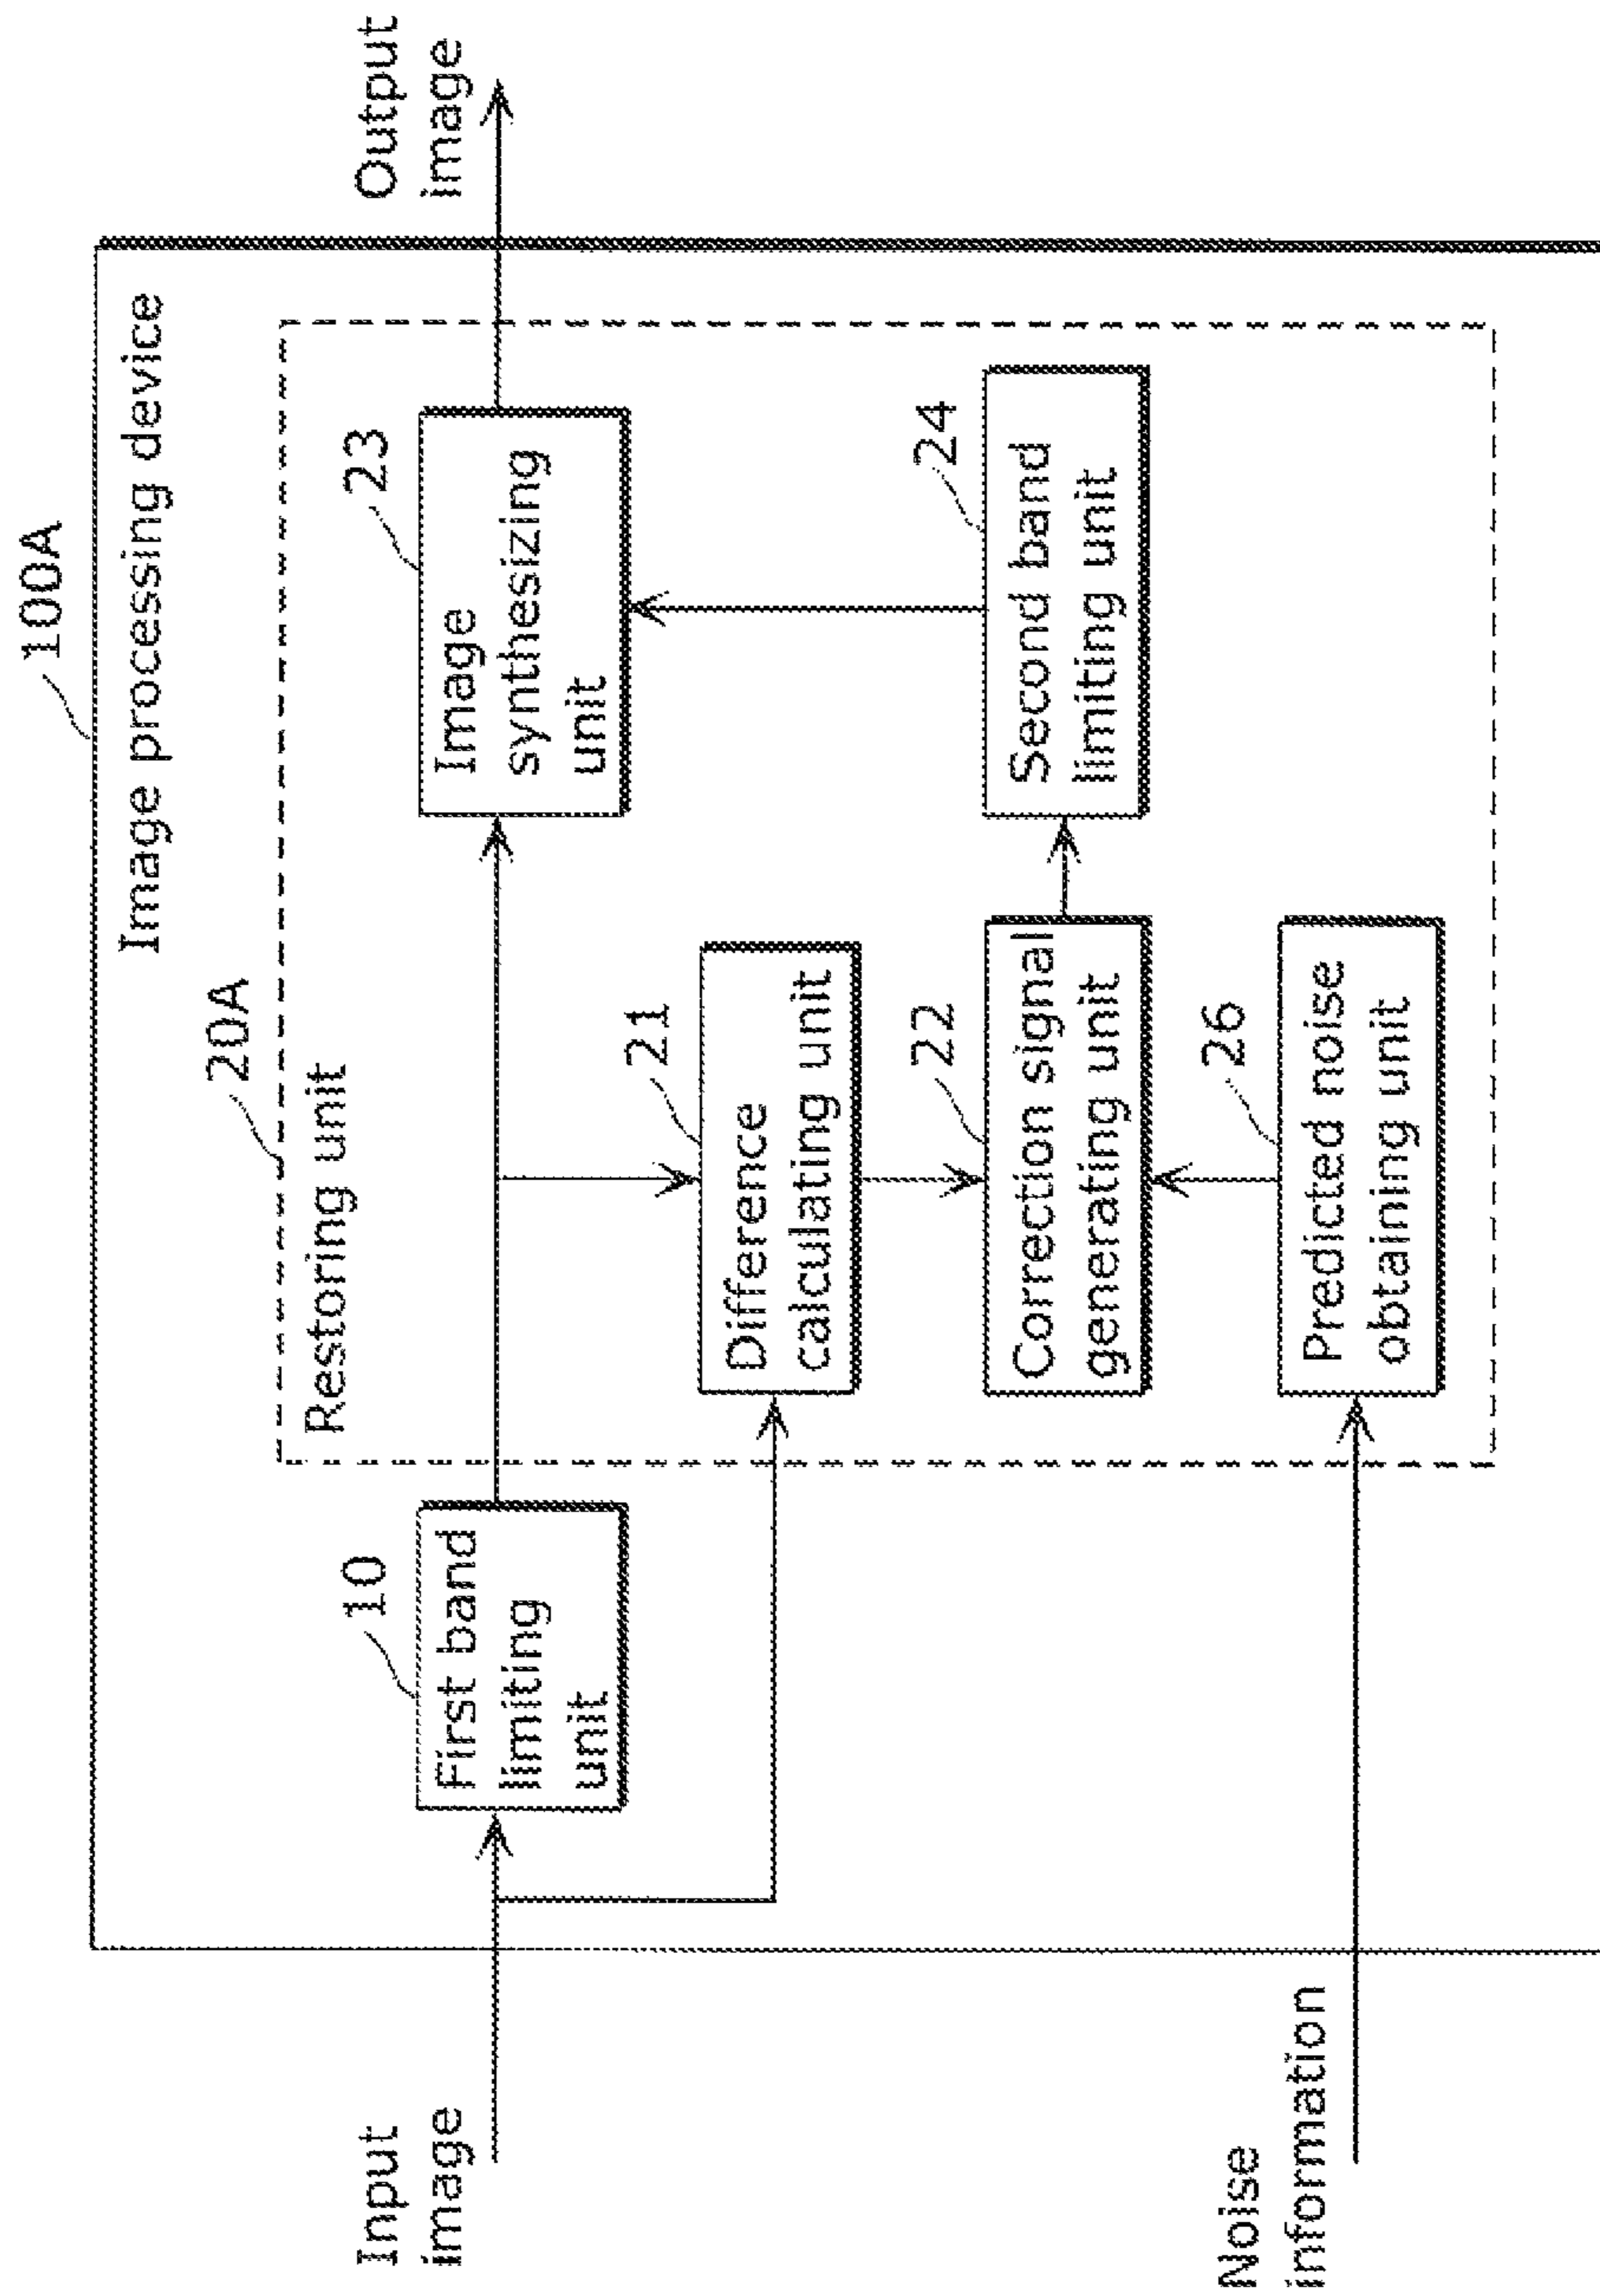 100A
Image processing device
20A
Restoring unit
Input
image
10
First band
limiting
unit
23
Image
synthesizing
unit
Output
image
21
Difference
calculating unit
22
Correction signal
generating unit
24
Second band
limiting unit
Noise
information
26
Predicted noise
obtaining unit